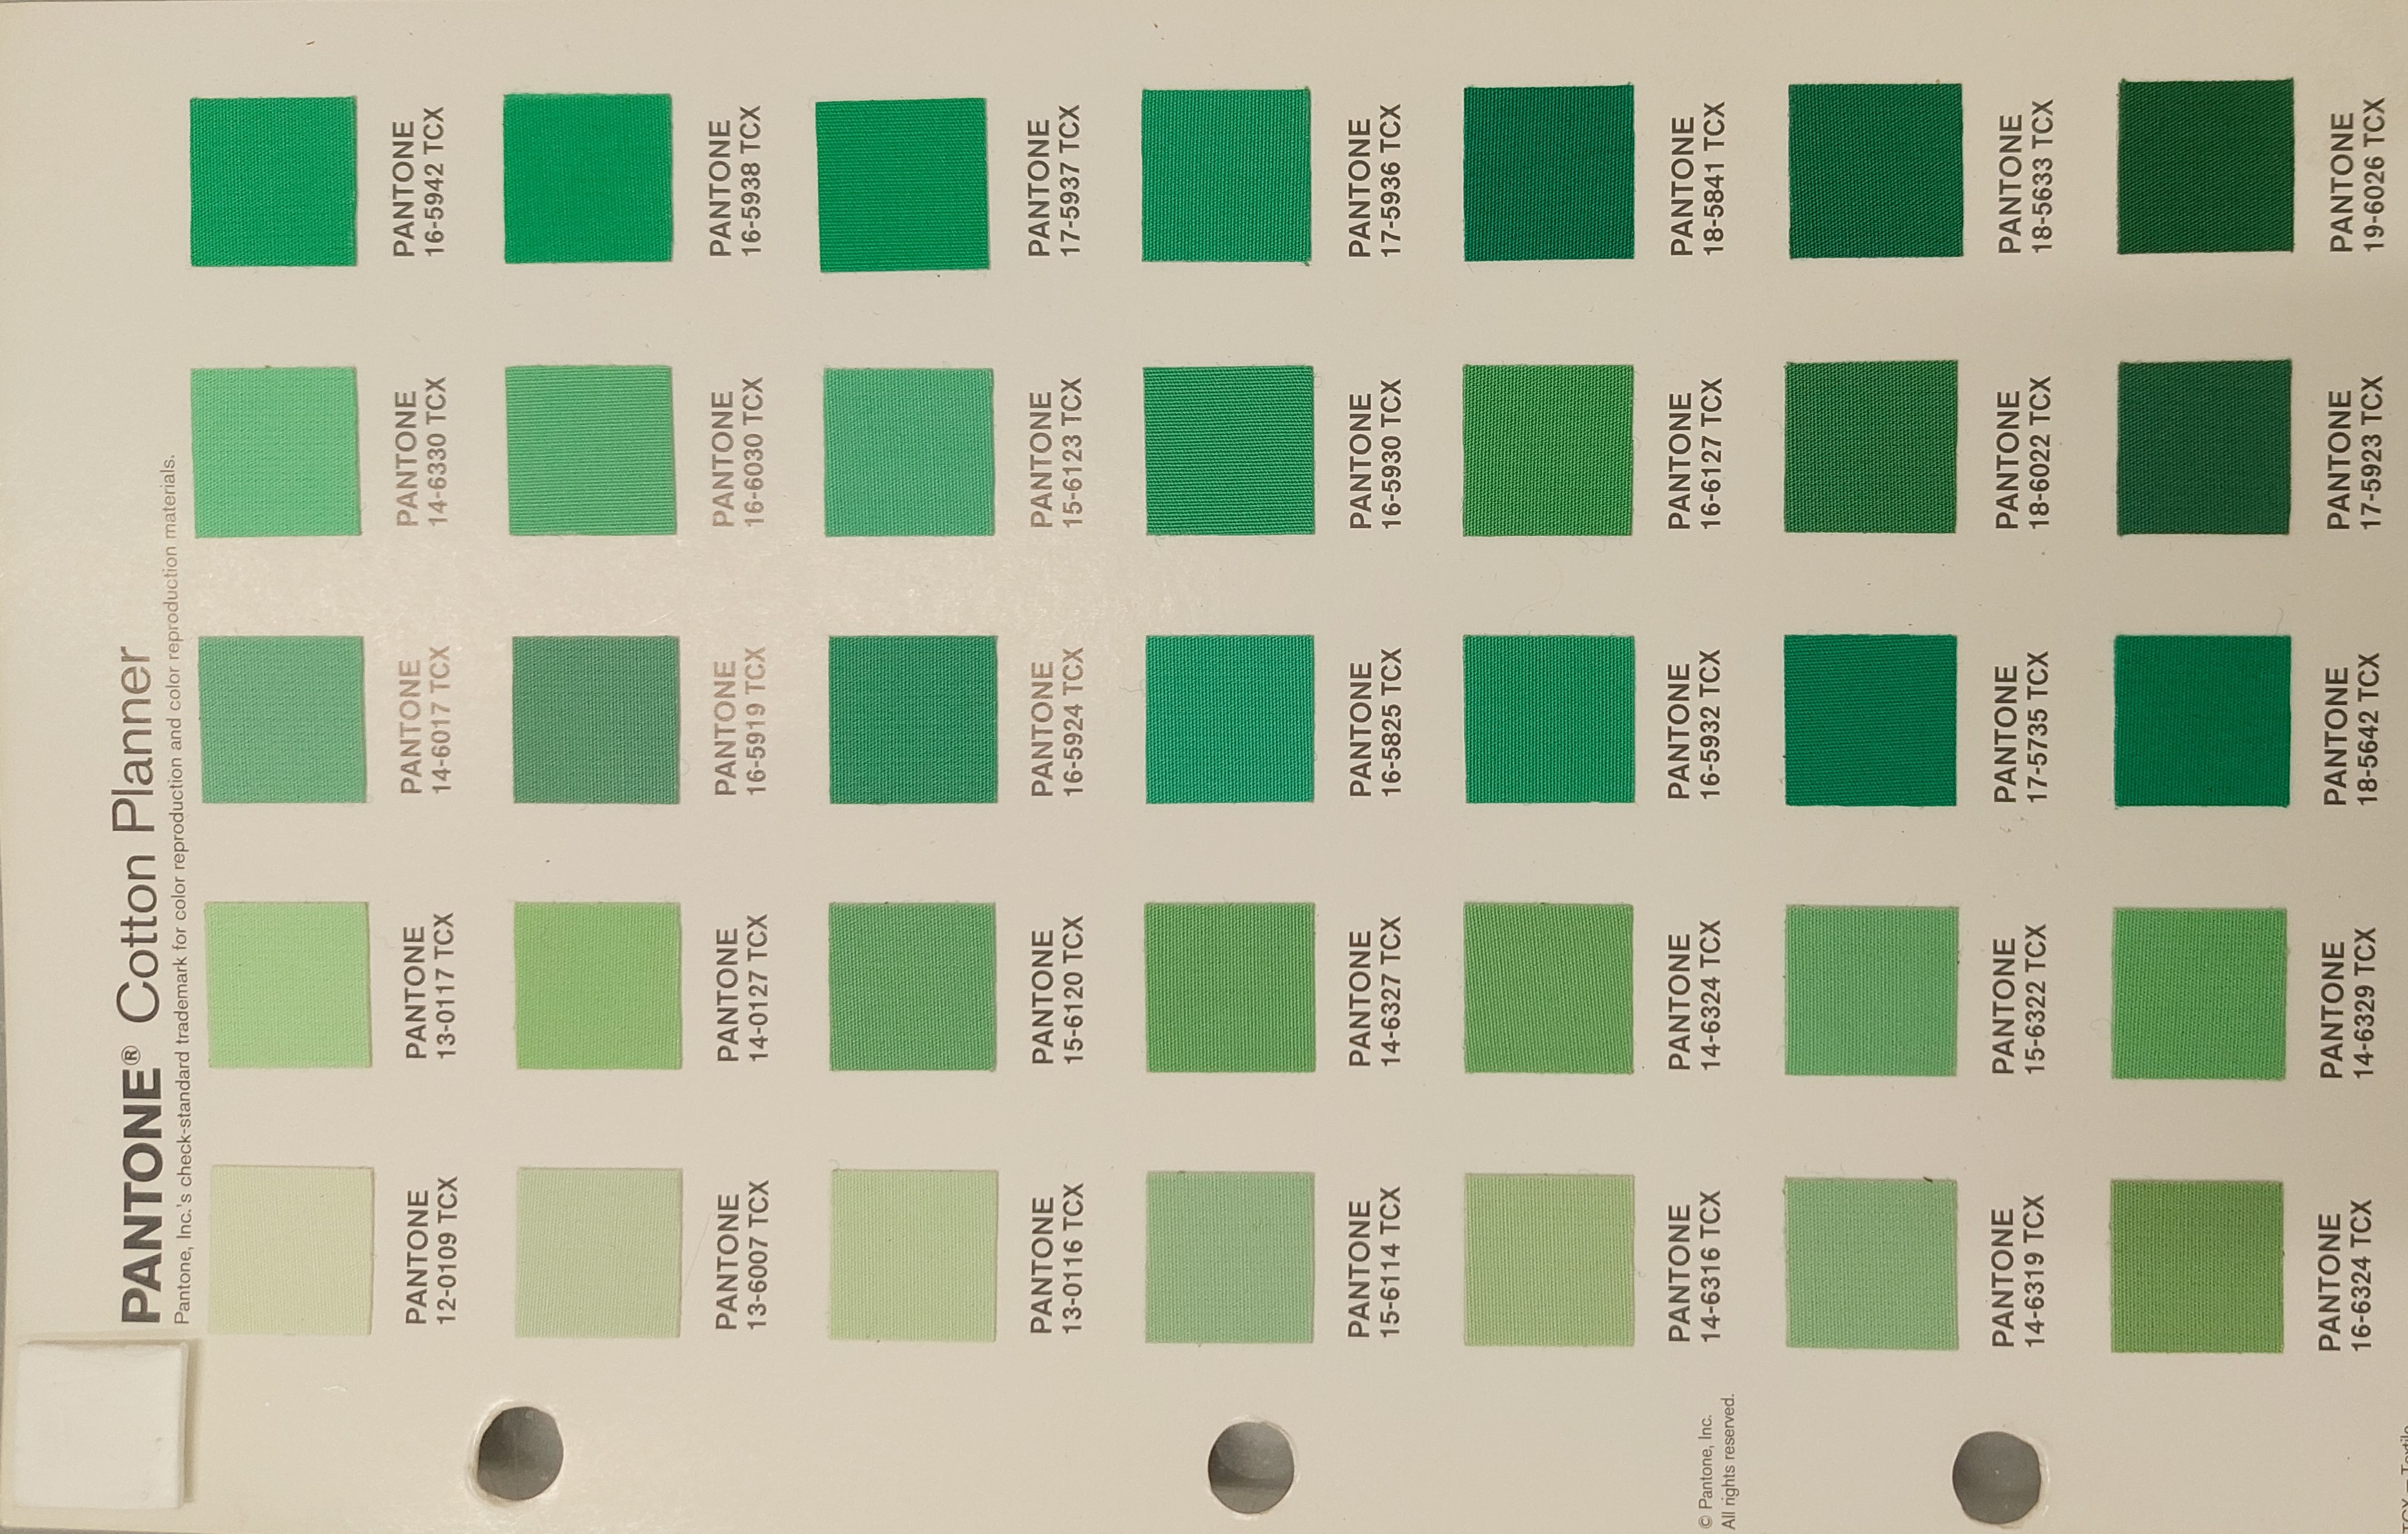 PANTONE® Cotton Planner
Pantone, Inc.'s check-standard trademark for color reproduction and color reproduction materials.
PANTONE PANTONE PANTONE PANTONE PANTONE
12-0109 TCX 13-0117 TCX 14-6017 TCX 14-6330 TCX 16-5942 TCX
PANTONE PANTONE PANTONE PANTONE PANTONE
13-6007 TCX 14-0127 TCX 16-5919 TCX 16-6030 TCX 16-5938 TCX
PANTONE PANTONE PANTONE PANTONE PANTONE
13-0116 TCX 15-6120 TCX 16-5924 TCX 15-6123 TCX 17-5937 TCX
PANTONE PANTONE PANTONE PANTONE PANTONE
15-6114 TCX 14-6327 TCX 16-5825 TCX 16-5930 TCX 17-5936 TCX
PANTONE PANTONE PANTONE PANTONE PANTONE
14-6316 TCX 14-6324 TCX 16-5932 TCX 16-6127 TCX 18-5841 TCX
© Pantone, Inc.
All rights reserved.
PANTONE PANTONE PANTONE PANTONE PANTONE
14-6319 TCX 15-6322 TCX 17-5735 TCX 18-6022 TCX 18-5633 TCX
PANTONE PANTONE PANTONE PANTONE PANTONE
16-6324 TCX 14-6329 TCX 18-5642 TCX 17-5923 TCX 19-6026 TCX
TCX — Textile